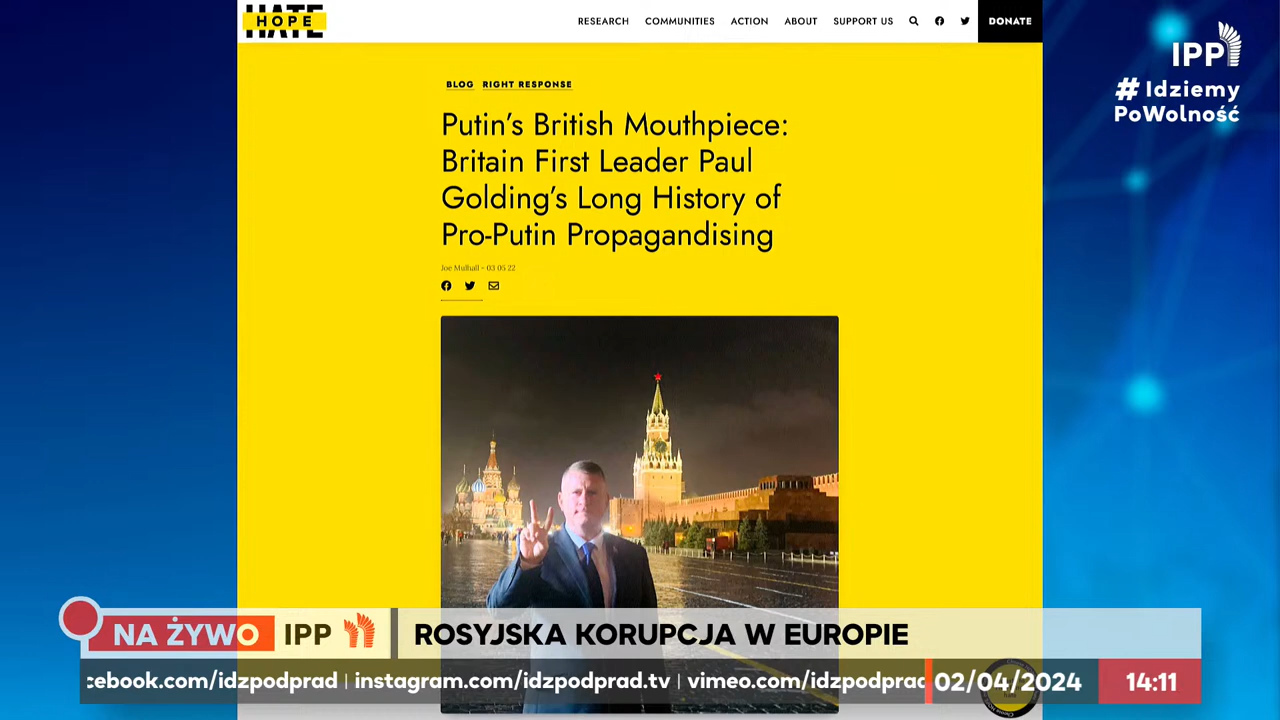 HATE
HOPE
RESEARCH COMMUNITIES ACTION ABOUT SUPPORT US DONATE
IPP
#Idziemy
PoWolność
BLOG RIGHT RESPONSE
Putin's British Mouthpiece:
Britain First Leader Paul
Golding's Long History of
Pro-Putin Propagandising
Joe Mulhall - 03 05 22
NA ŻYWO IPP ROSYJSKA KORUPCJA W EUROPIE
cebook.com/idzpodprad | instagram.com/idzpodprad.tv | vimeo.com/idzpodprad 02/04/2024 14:11